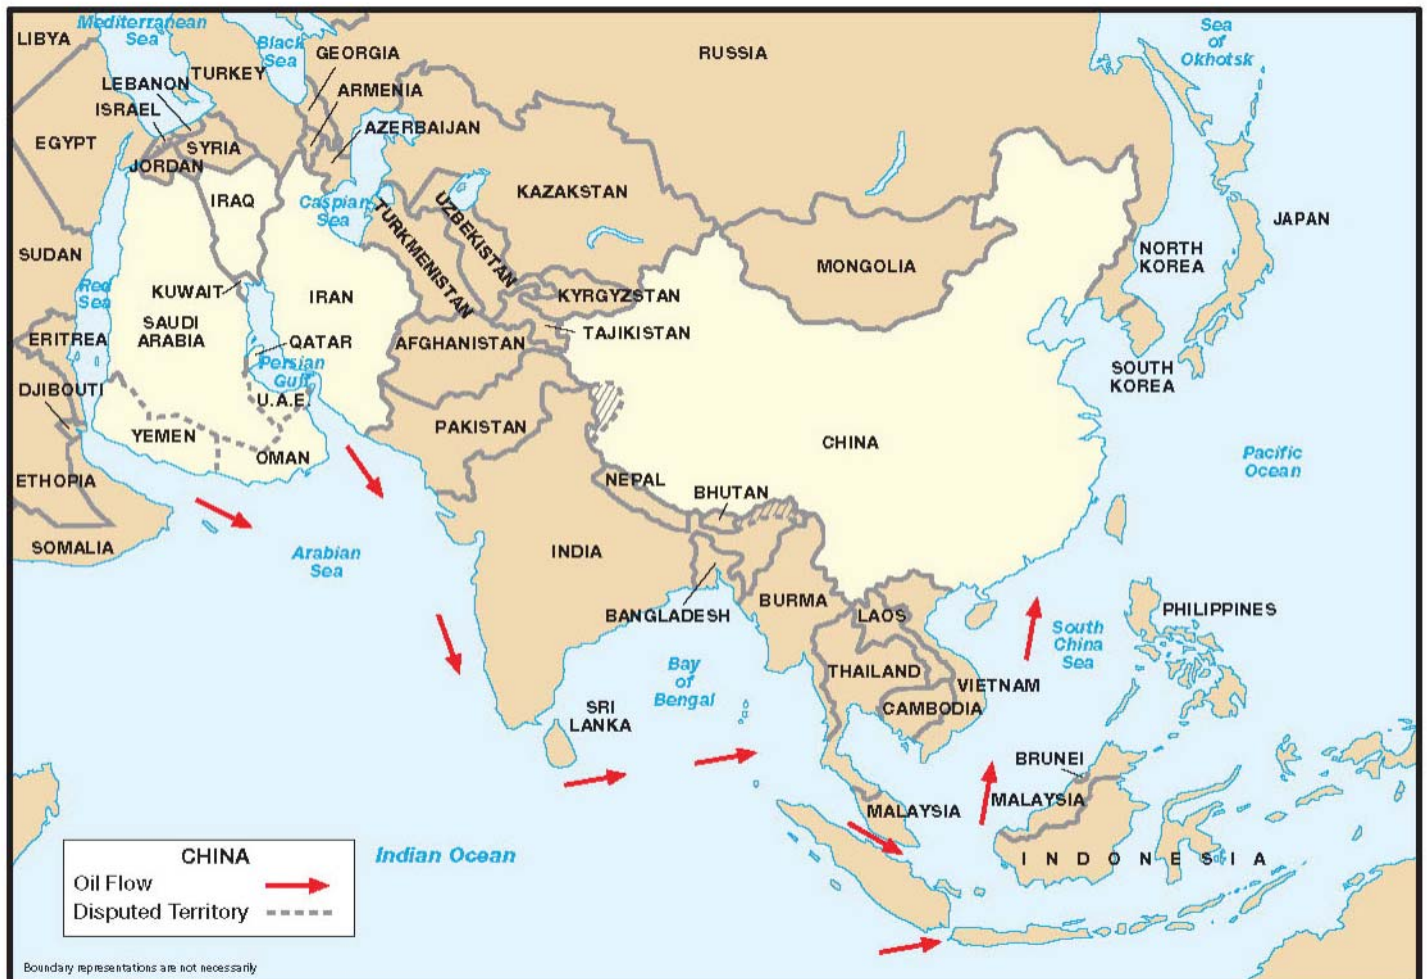 Mediterranean
Sea
Black
Sea
Sea
of
Okhotsk
LIBYA
GEORGIA
RUSSIA
TURKEY
LEBANON
ARMENIA
ISRAEL
AZERBAIJAN
EGYPT
SYRIA
JORDAN
IRAQ
Caspian
Sea
KAZAKSTAN
UZBEKISTAN
TURKMENISTAN
JAPAN
SUDAN
NORTH
KOREA
MONGOLIA
Red
Sea
KUWAIT
IRAN
KYRGYZSTAN
SAUDI
ARABIA
TAJIKISTAN
ERITREA
QATAR
AFGHANISTAN
Persian
Gulf
SOUTH
KOREA
DJIBOUTI
U.A.E.
PAKISTAN
YEMEN
CHINA
OMAN
Pacific
Ocean
ETHOPIA
NEPAL
BHUTAN
SOMALIA
Arabian
Sea
INDIA
BURMA
BANGLADESH
LAOS
PHILIPPINES
South
China
Sea
Bay
of
Bengal
THAILAND
VIETNAM
CAMBODIA
SRI
LANKA
BRUNEI
MALAYSIA
MALAYSIA
Indian Ocean
INDONESIA
CHINA
Oil Flow
Disputed Territory
Boundary representations are not necessarily